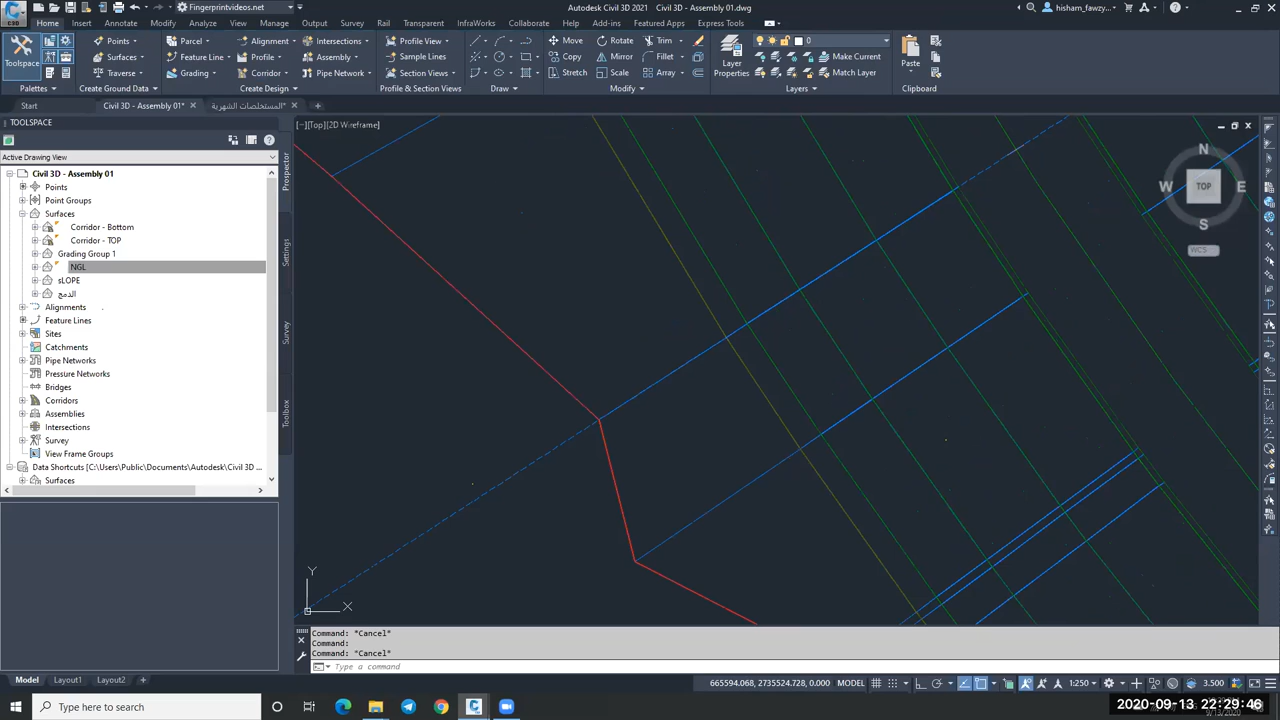 C3D
Fingerprintvideos.net
Autodesk Civil 3D 2021 Civil 3D - Assembly 01.dwg
hisham_fawzy...
Home Insert Annotate Modify Analyze View Manage Output Survey Rail Transparent InfraWorks Collaborate Help Add-ins Featured Apps Express Tools
Toolspace
Points
Surfaces
Traverse
Parcel
Feature Line
Grading
Alignment
Profile
Corridor
Intersections
Assembly
Pipe Network
Profile View
Sample Lines
Section Views
Move
Copy
Stretch
Rotate
Mirror
Scale
Trim
Fillet
Array
Layer
Properties
0
Make Current
Match Layer
Paste
Palettes Create Ground Data Create Design Profile & Section Views Draw Modify Layers Clipboard
Start Civil 3D - Assembly 01* المستخلصات الشهرية*
TOOLSPACE
Active Drawing View
Civil 3D - Assembly 01
Points
Point Groups
Surfaces
Corridor - Bottom
Corridor - TOP
Grading Group 1
NGL
sLOPE
الدمج
Alignments
Feature Lines
Sites
Catchments
Pipe Networks
Pressure Networks
Bridges
Corridors
Assemblies
Intersections
Survey
View Frame Groups
Data Shortcuts [C:\Users\Public\Documents\Autodesk\Civil 3D ...
Surfaces
Prospector
Settings
Survey
Toolbox
[−][Top][2D Wireframe]
N
W TOP E
S
WCS
Y
X
Command: *Cancel*
Command:
Command: *Cancel*
Type a command
Model Layout1 Layout2
665594.068, 2735524.728, 0.000 MODEL
1:250
3.500
Type here to search
2020-09-13 22:29:46